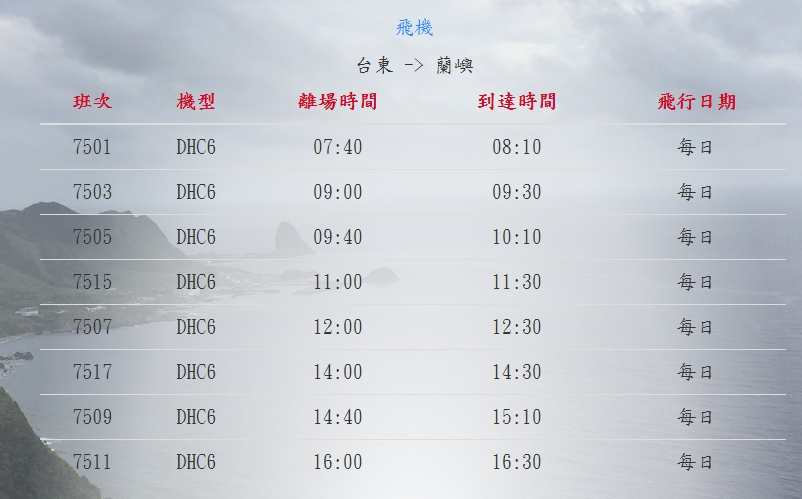 飛機
台東 -> 蘭嶼
班次 機型 離場時間 到達時間 飛行日期
7501 DHC6 07:40 08:10 每日
7503 DHC6 09:00 09:30 每日
7505 DHC6 09:40 10:10 每日
7515 DHC6 11:00 11:30 每日
7507 DHC6 12:00 12:30 每日
7517 DHC6 14:00 14:30 每日
7509 DHC6 14:40 15:10 每日
7511 DHC6 16:00 16:30 每日